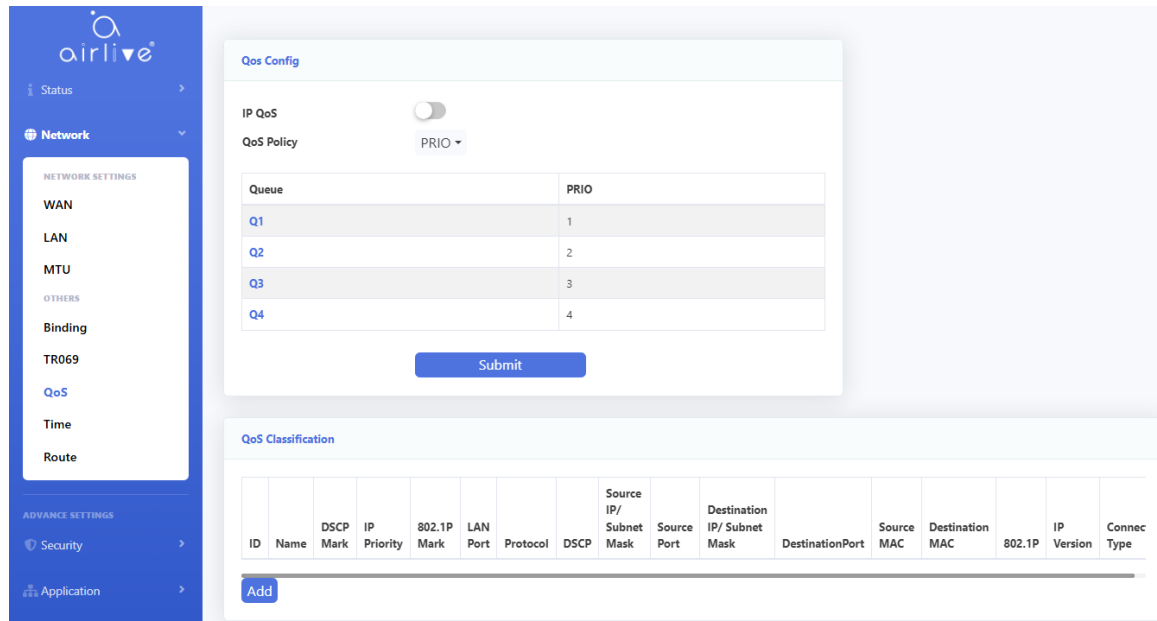 airlive®
Status
Network
NETWORK SETTINGS
WAN
LAN
MTU
OTHERS
Binding
TR069
QoS
Time
Route
ADVANCE SETTINGS
Security
Application
Qos Config
IP QoS
QoS Policy PRIO
Queue PRIO
Q1 1
Q2 2
Q3 3
Q4 4
Submit
QoS Classification
ID Name DSCP Mark IP Priority 802.1P Mark LAN Port Protocol DSCP Source IP/ Subnet Mask Source Port Destination IP/ Subnet Mask DestinationPort Source MAC Destination MAC 802.1P IP Version Connec Type
Add